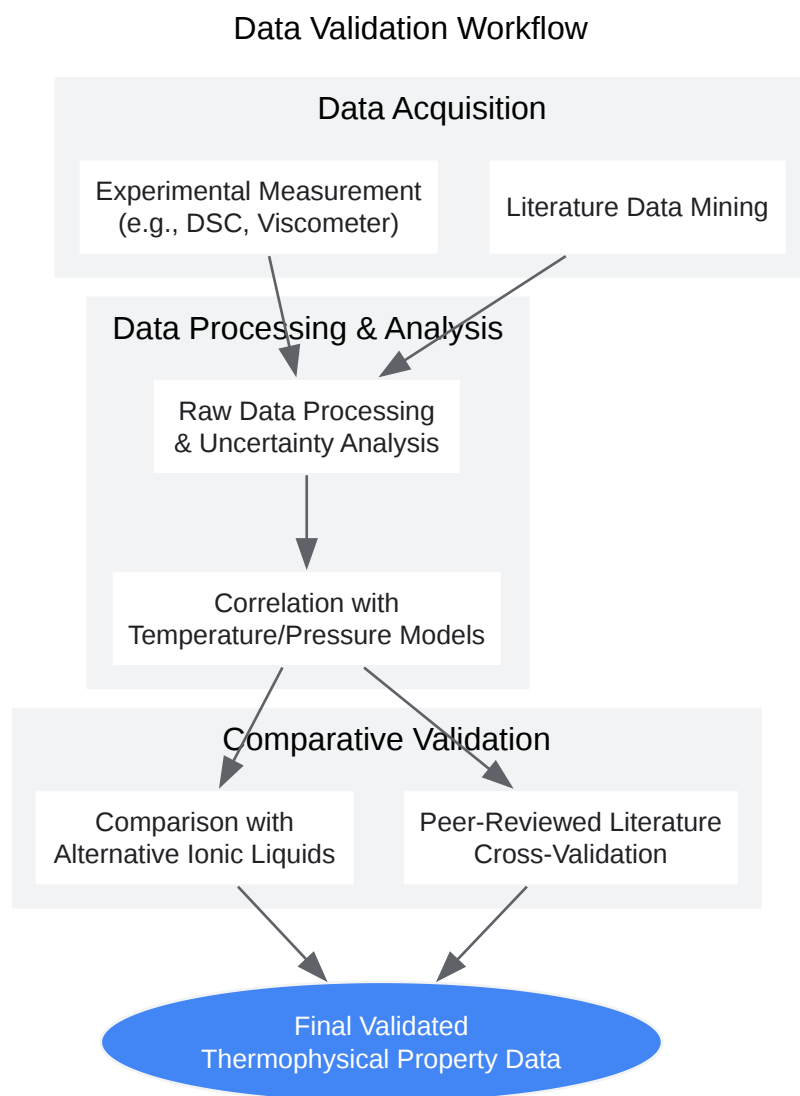 Data Validation Workflow
Data Acquisition
Experimental Measurement
(e.g., DSC, Viscometer)
Literature Data Mining
Data Processing & Analysis
Raw Data Processing
& Uncertainty Analysis
Correlation with
Temperature/Pressure Models
Comparative Validation
Comparison with
Alternative Ionic Liquids
Peer-Reviewed Literature
Cross-Validation
Final Validated
Thermophysical Property Data